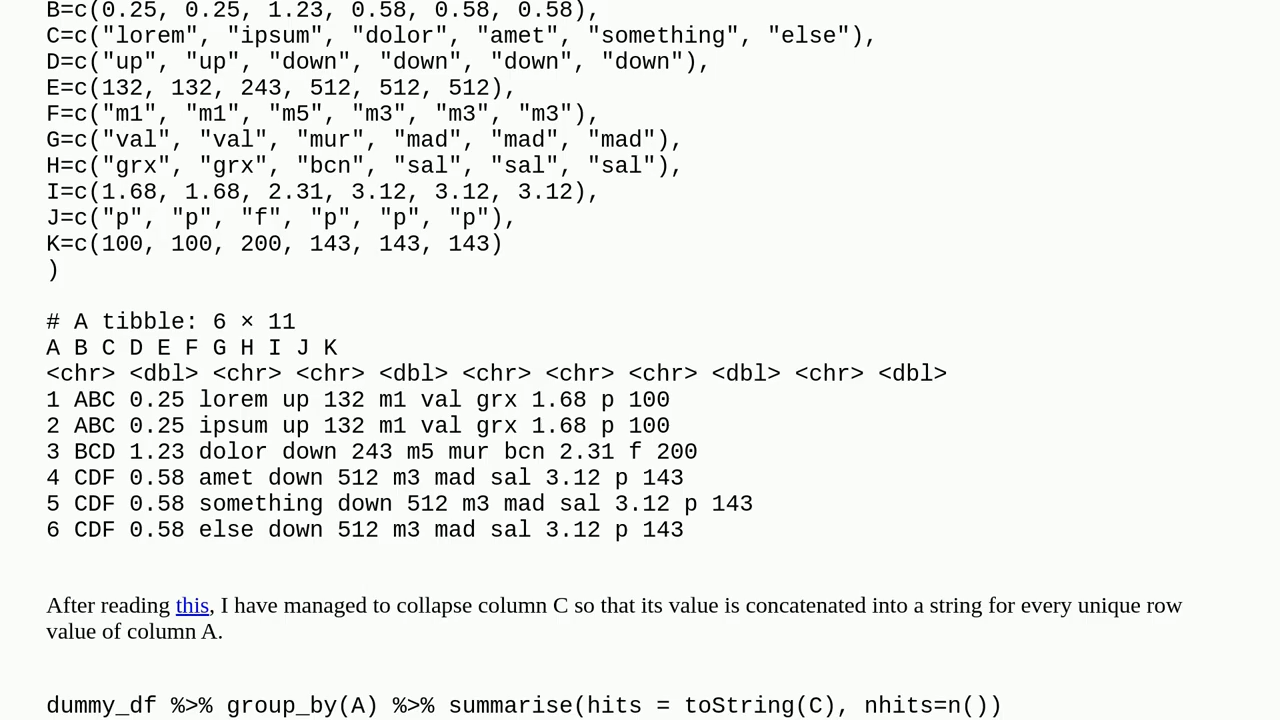 B=c(0.25, 0.25, 1.23, 0.58, 0.58, 0.58),
C=c("lorem", "ipsum", "dolor", "amet", "something", "else"),
D=c("up", "up", "down", "down", "down", "down"),
E=c(132, 132, 243, 512, 512, 512),
F=c("m1", "m1", "m5", "m3", "m3", "m3"),
G=c("val", "val", "mur", "mad", "mad", "mad"),
H=c("grx", "grx", "bcn", "sal", "sal", "sal"),
I=c(1.68, 1.68, 2.31, 3.12, 3.12, 3.12),
J=c("p", "p", "f", "p", "p", "p"),
K=c(100, 100, 200, 143, 143, 143)
)
# A tibble: 6 × 11
A B C D E F G H I J K
<chr> <dbl> <chr> <chr> <dbl> <chr> <chr> <chr> <dbl> <chr> <dbl>
1 ABC 0.25 lorem up 132 m1 val grx 1.68 p 100
2 ABC 0.25 ipsum up 132 m1 val grx 1.68 p 100
3 BCD 1.23 dolor down 243 m5 mur bcn 2.31 f 200
4 CDF 0.58 amet down 512 m3 mad sal 3.12 p 143
5 CDF 0.58 something down 512 m3 mad sal 3.12 p 143
6 CDF 0.58 else down 512 m3 mad sal 3.12 p 143
After reading this, I have managed to collapse column C so that its value is concatenated into a string for every unique row
value of column A.
dummy_df %>% group_by(A) %>% summarise(hits = toString(C), nhits=n())